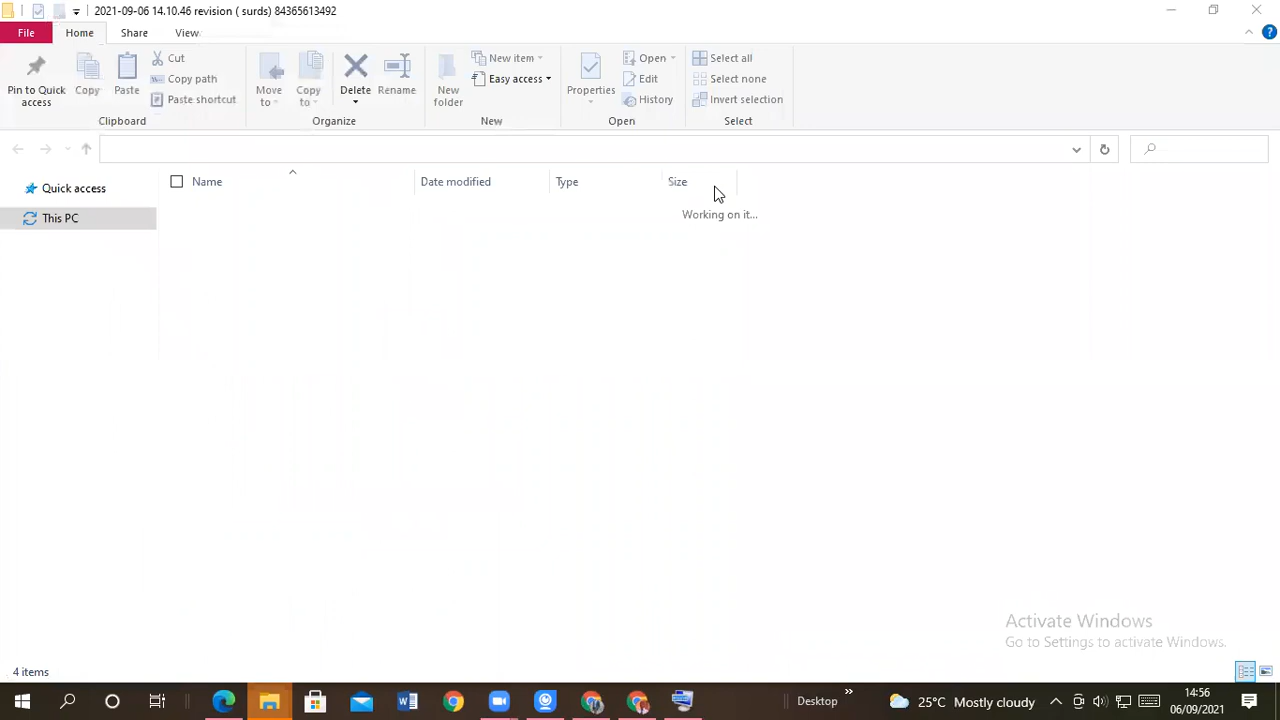 2021-09-06 14.10.46 revision ( surds) 84365613492
File Home Share View
Pin to Quick access
Copy
Paste
Cut
Copy path
Paste shortcut
Clipboard
Move to
Copy to
Delete
Rename
Organize
New folder
New item
Easy access
New
Properties
Open
Edit
History
Open
Select all
Select none
Invert selection
Select
Name Date modified Type Size
Quick access
This PC
Working on it...
Activate Windows
Go to Settings to activate Windows.
4 items
Desktop
25°C Mostly cloudy
14:56
06/09/2021